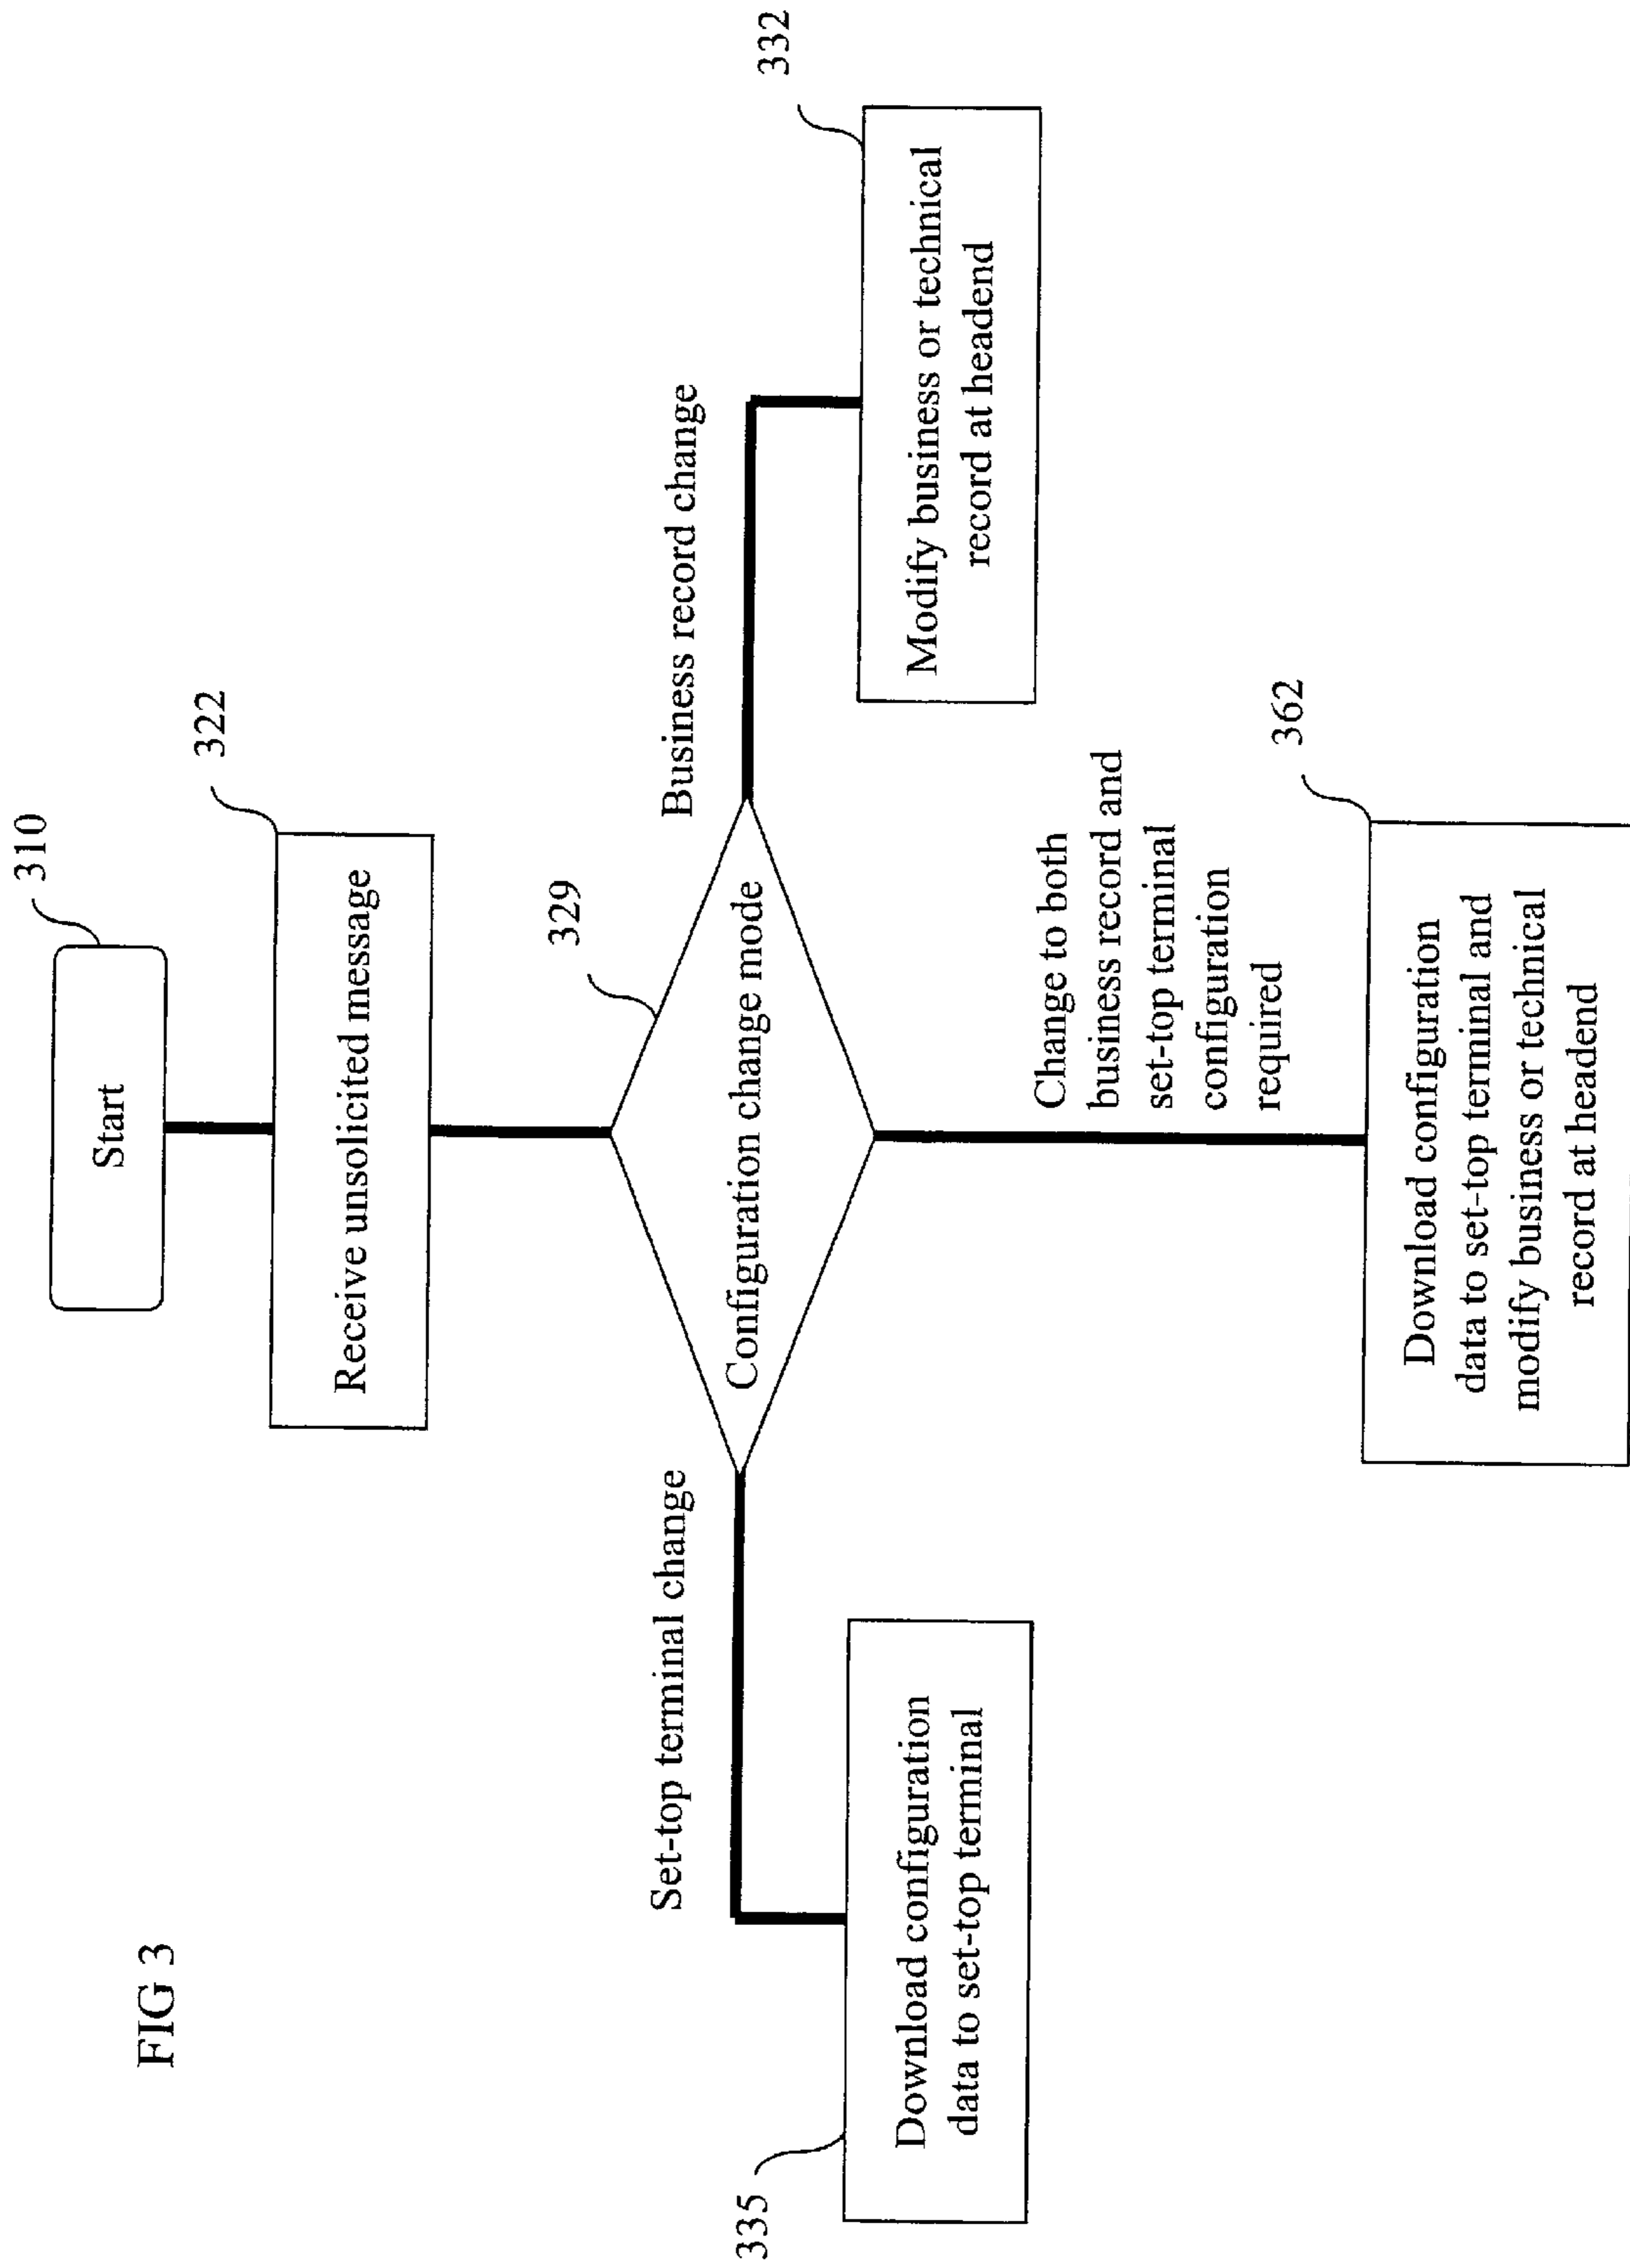 FIG 3
310
Start
322
Receive unsolicited message
329
Configuration change mode
Set-top terminal change
Business record change
335
Download configuration
data to set-top terminal
332
Modify business or technical
record at headend
Change to both
business record and
set-top terminal
configuration
required
362
Download configuration
data to set-top terminal and
modify business or technical
record at headend